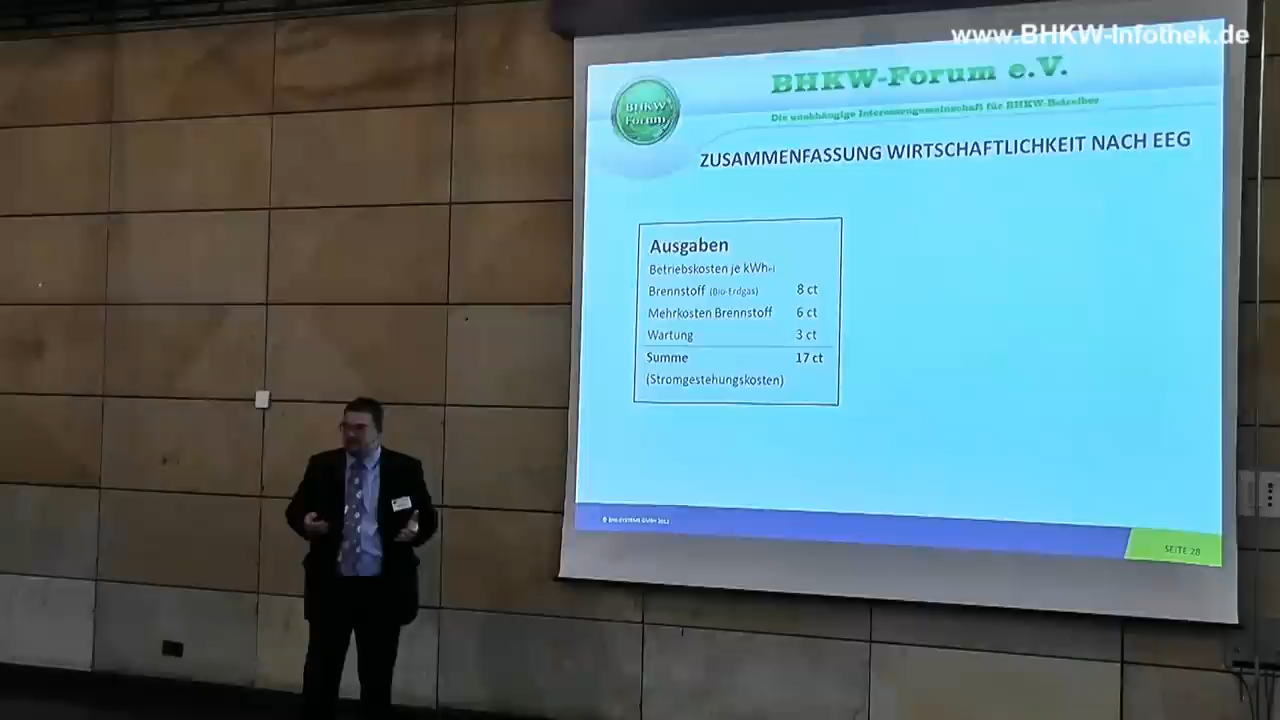 www.BHKW-Infothek.de
BHKW-Forum e.V.
Die unabhängige Interessengemeinschaft für BHKW-Betreiber
BHKW
Forum
ZUSAMMENFASSUNG WIRTSCHAFTLICHKEIT NACH EEG
Ausgaben
Betriebskosten je kWhel
Brennstoff (Bio-Erdgas) 8 ct
Mehrkosten Brennstoff 6 ct
Wartung 3 ct
Summe 17 ct
(Stromgestehungskosten)
SEITE 28